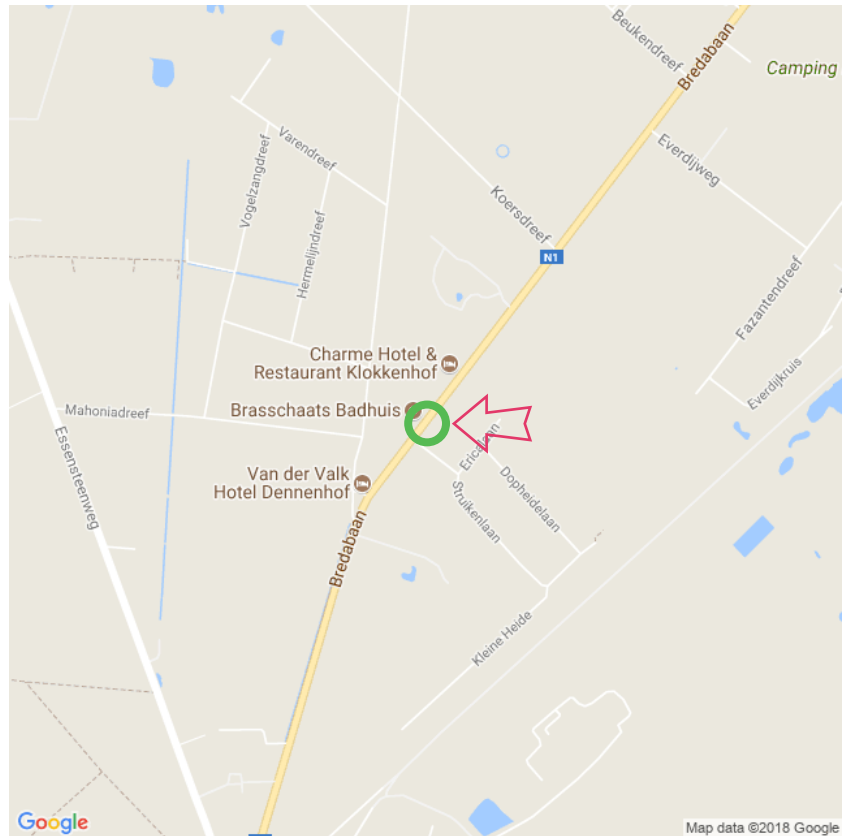 Beukendreef
Bredabaan
Camping
Varendreef
Everdijweg
Vogelzangdreef
Koersdreef
Hermelijndreef
N1
Fazantendreef
Charme Hotel &
Restaurant Klokkenhof
Everdijkruis
Brasschaats Badhuis
Mahoniadreef
Ericalaan
Essensteenweg
Van der Valk
Hotel Dennenhof
Dopheidelaan
Struikenlaan
Bredabaan
Kleine Heide
Google
Map data ©2018 Google